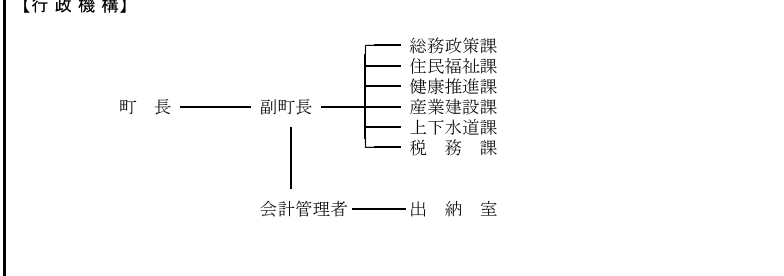 【行政機構】
総務政策課
住民福祉課
健康推進課
町　長　副町長　産業建設課
上下水道課
税　務　課
会計管理者　出　納　室